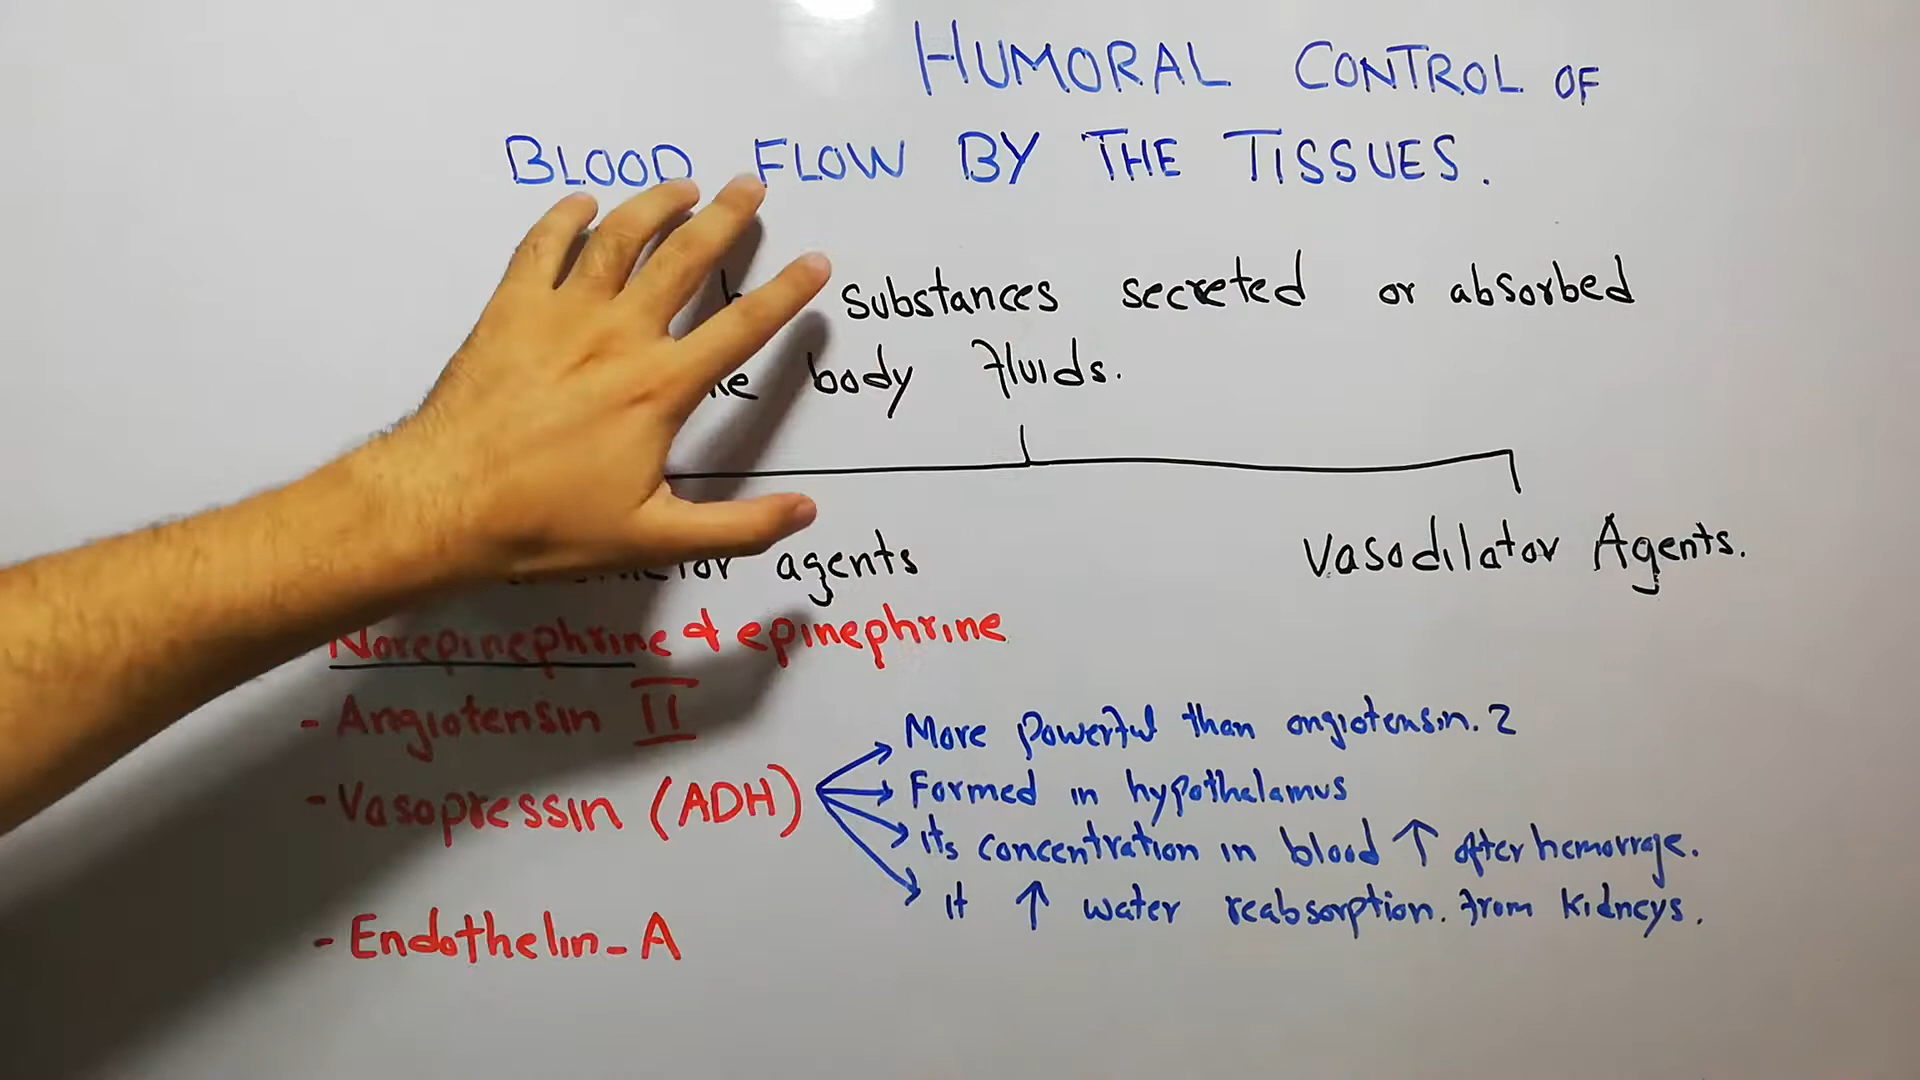 HUMORAL CONTROL OF
BLOOD FLOW BY THE TISSUES.
substances secreted or absorbed
body fluids.
agents
Vasodilator Agents.
Norepinephrine & epinephrine
- Angiotensin II
- Vasopressin (ADH)
More powerful than angiotensin. 2
Formed in hypothalamus
Its concentration in blood ↑ after hemorrage.
It ↑ water reabsorption. from kidneys.
- Endothelin - A